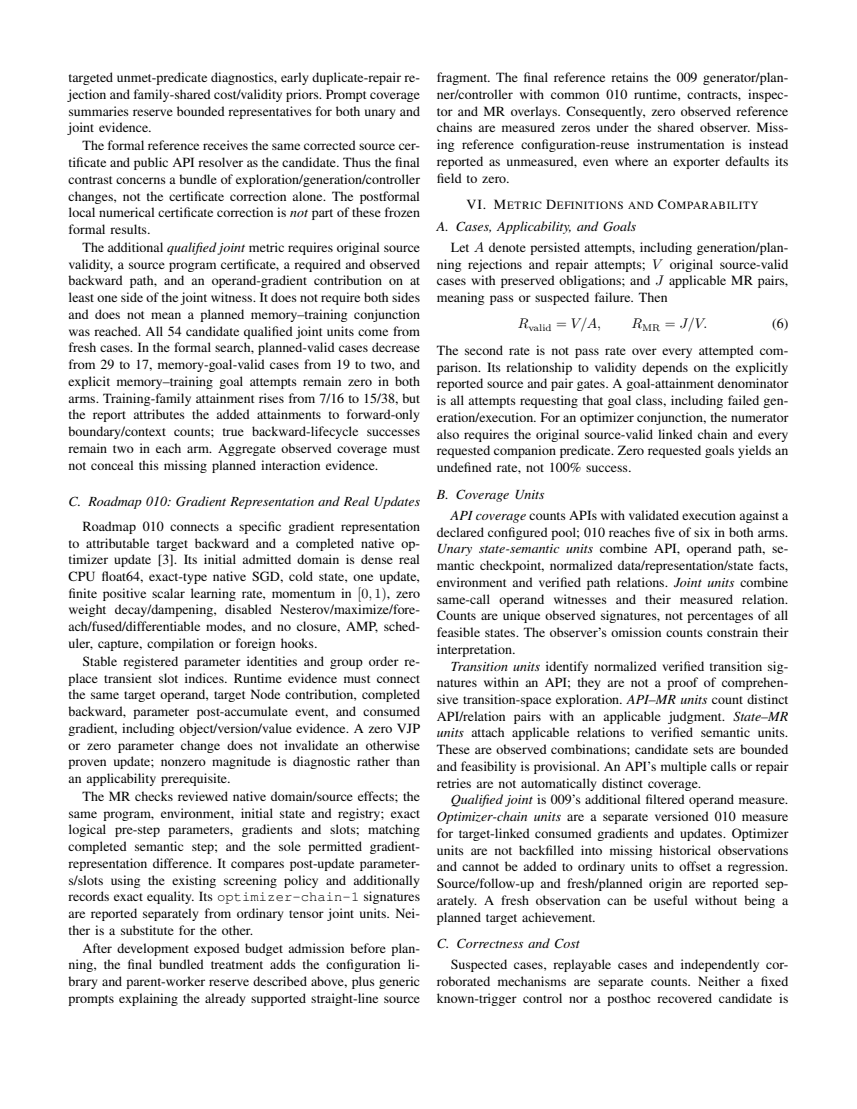 targeted unmet-predicate diagnostics, early duplicate-repair re-
jection and family-shared cost/validity priors. Prompt coverage
summaries reserve bounded representatives for both unary and
joint evidence.
The formal reference receives the same corrected source cer-
tificate and public API resolver as the candidate. Thus the final
contrast concerns a bundle of exploration/generation/controller
changes, not the certificate correction alone. The postformal
local numerical certificate correction is not part of these frozen
formal results.
The additional qualified joint metric requires original source
validity, a source program certificate, a required and observed
backward path, and an operand-gradient contribution on at
least one side of the joint witness. It does not require both sides
and does not mean a planned memory–training conjunction
was reached. All 54 candidate qualified joint units come from
fresh cases. In the formal search, planned-valid cases decrease
from 29 to 17, memory-goal-valid cases from 19 to two, and
explicit memory–training goal attempts remain zero in both
arms. Training-family attainment rises from 7/16 to 15/38, but
the report attributes the added attainments to forward-only
boundary/context counts; true backward-lifecycle successes
remain two in each arm. Aggregate observed coverage must
not conceal this missing planned interaction evidence.
C. Roadmap 010: Gradient Representation and Real Updates
Roadmap 010 connects a specific gradient representation
to attributable target backward and a completed native op-
timizer update [3]. Its initial admitted domain is dense real
CPU float64, exact-type native SGD, cold state, one update,
finite positive scalar learning rate, momentum in [0, 1), zero
weight decay/dampening, disabled Nesterov/maximize/fore-
ach/fused/differentiable modes, and no closure, AMP, sched-
uler, capture, compilation or foreign hooks.
Stable registered parameter identities and group order re-
place transient slot indices. Runtime evidence must connect
the same target operand, target Node contribution, completed
backward, parameter post-accumulate event, and consumed
gradient, including object/version/value evidence. A zero VJP
or zero parameter change does not invalidate an otherwise
proven update; nonzero magnitude is diagnostic rather than
an applicability prerequisite.
The MR checks reviewed native domain/source effects; the
same program, environment, initial state and registry; exact
logical pre-step parameters, gradients and slots; matching
completed semantic step; and the sole permitted gradient-
representation difference. It compares post-update parameter-
s/slots using the existing screening policy and additionally
records exact equality. Its optimizer-chain-1 signatures
are reported separately from ordinary tensor joint units. Nei-
ther is a substitute for the other.
After development exposed budget admission before plan-
ning, the final bundled treatment adds the configuration li-
brary and parent-worker reserve described above, plus generic
prompts explaining the already supported straight-line source
fragment. The final reference retains the 009 generator/plan-
ner/controller with common 010 runtime, contracts, inspec-
tor and MR overlays. Consequently, zero observed reference
chains are measured zeros under the shared observer. Miss-
ing reference configuration-reuse instrumentation is instead
reported as unmeasured, even where an exporter defaults its
field to zero.
VI. METRIC DEFINITIONS AND COMPARABILITY
A. Cases, Applicability, and Goals
Let A denote persisted attempts, including generation/plan-
ning rejections and repair attempts; V original source-valid
cases with preserved obligations; and J applicable MR pairs,
meaning pass or suspected failure. Then
R_valid = V/A, R_MR = J/V. (6)
The second rate is not pass rate over every attempted com-
parison. Its relationship to validity depends on the explicitly
reported source and pair gates. A goal-attainment denominator
is all attempts requesting that goal class, including failed gen-
eration/execution. For an optimizer conjunction, the numerator
also requires the original source-valid linked chain and every
requested companion predicate. Zero requested goals yields an
undefined rate, not 100% success.
B. Coverage Units
API coverage counts APIs with validated execution against a
declared configured pool; 010 reaches five of six in both arms.
Unary state-semantic units combine API, operand path, se-
mantic checkpoint, normalized data/representation/state facts,
environment and verified path relations. Joint units combine
same-call operand witnesses and their measured relation.
Counts are unique observed signatures, not percentages of all
feasible states. The observer's omission counts constrain their
interpretation.
Transition units identify normalized verified transition sig-
natures within an API; they are not a proof of comprehen-
sive transition-space exploration. API–MR units count distinct
API/relation pairs with an applicable judgment. State–MR
units attach applicable relations to verified semantic units.
These are observed combinations; candidate sets are bounded
and feasibility is provisional. An API's multiple calls or repair
retries are not automatically distinct coverage.
Qualified joint is 009's additional filtered operand measure.
Optimizer-chain units are a separate versioned 010 measure
for target-linked consumed gradients and updates. Optimizer
units are not backfilled into missing historical observations
and cannot be added to ordinary units to offset a regression.
Source/follow-up and fresh/planned origin are reported sep-
arately. A fresh observation can be useful without being a
planned target achievement.
C. Correctness and Cost
Suspected cases, replayable cases and independently cor-
roborated mechanisms are separate counts. Neither a fixed
known-trigger control nor a posthoc recovered candidate is